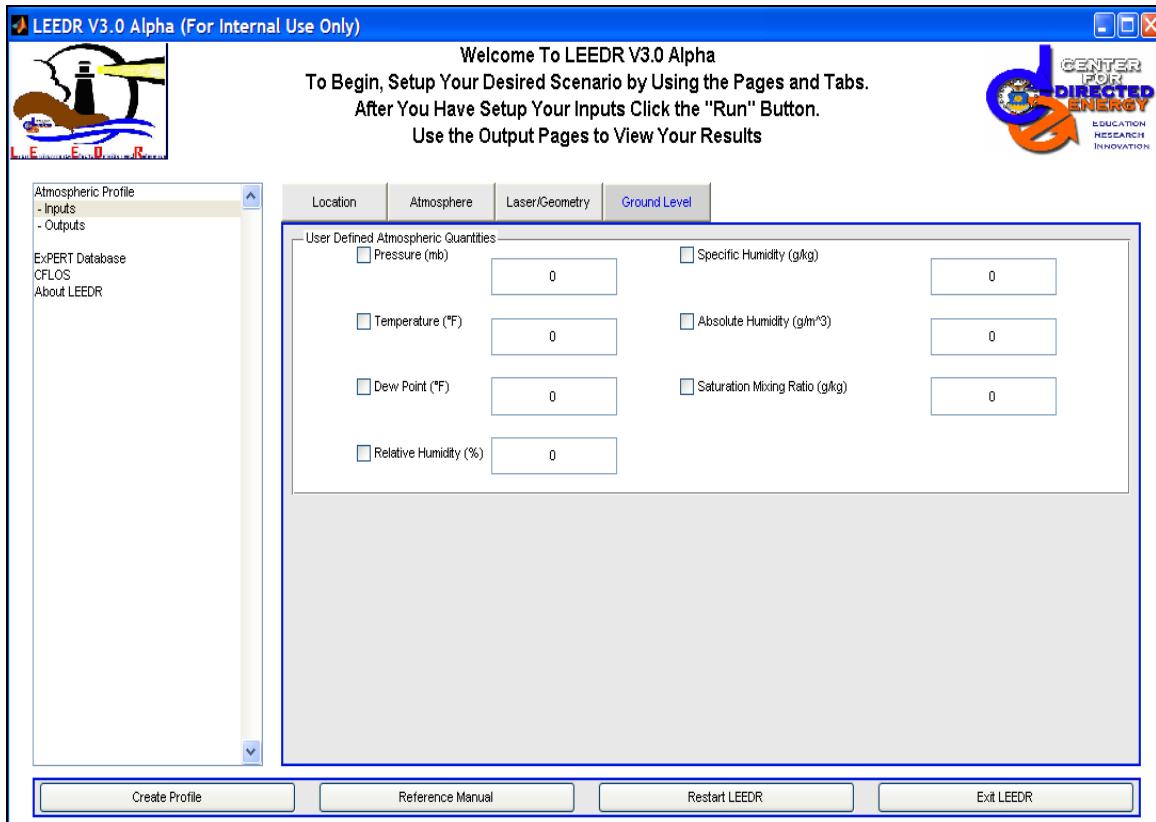 LEEDR V3.0 Alpha (For Internal Use Only)
Welcome To LEEDR V3.0 Alpha
To Begin, Setup Your Desired Scenario by Using the Pages and Tabs.
After You Have Setup Your Inputs Click the "Run" Button.
Use the Output Pages to View Your Results
CENTER
FOR
DIRECTED
ENERGY
EDUCATION
RESEARCH
INNOVATION
Atmospheric Profile
- Inputs
- Outputs
ExPERT Database
CFLOS
About LEEDR
Location Atmosphere Laser/Geometry Ground Level
User Defined Atmospheric Quantities
Pressure (mb) 0 Specific Humidity (g/kg) 0
Temperature (°F) 0 Absolute Humidity (g/m^3) 0
Dew Point (°F) 0 Saturation Mixing Ratio (g/kg) 0
Relative Humidity (%) 0
Create Profile Reference Manual Restart LEEDR Exit LEEDR